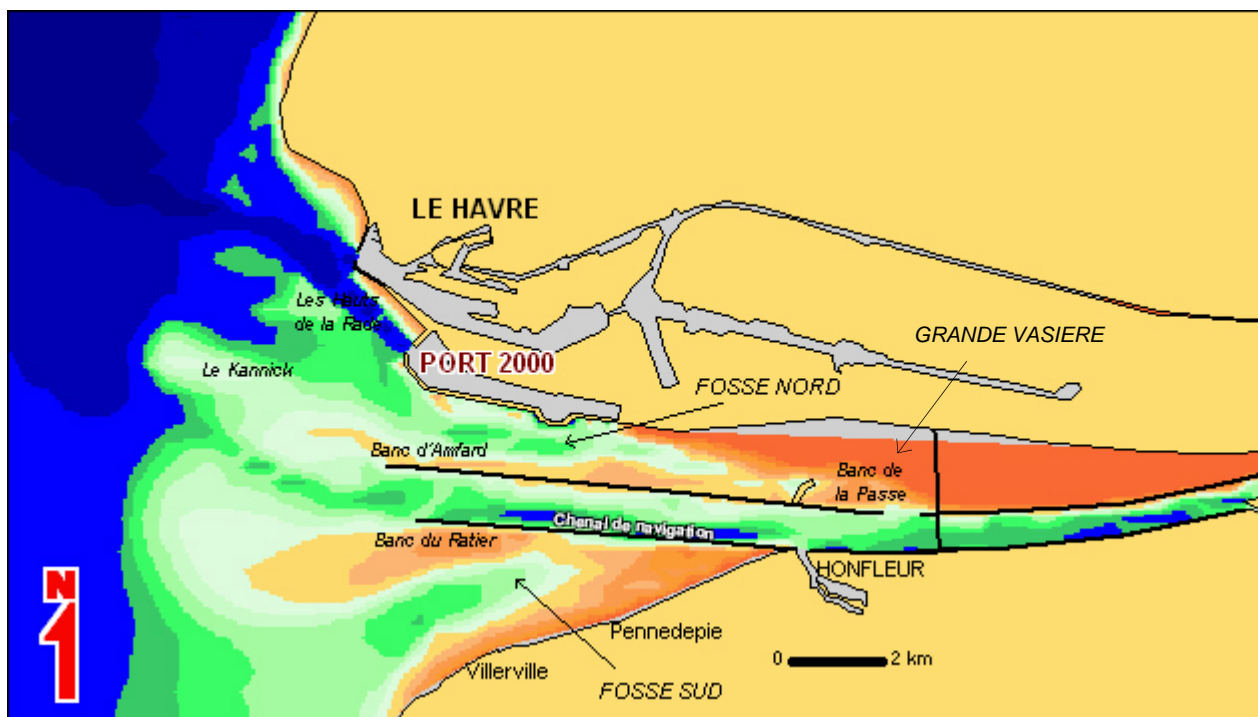 LE HAVRE
Les Hauts
de la Rade
GRANDE VASIERE
PORT 2000
Le Kannick
FOSSE NORD
Banc d'Amfard
Banc de
la Passe
Chenal de navigation
Banc du Ratier
HONFLEUR
N
Pennedepie
0 2 km
Villerville
FOSSE SUD